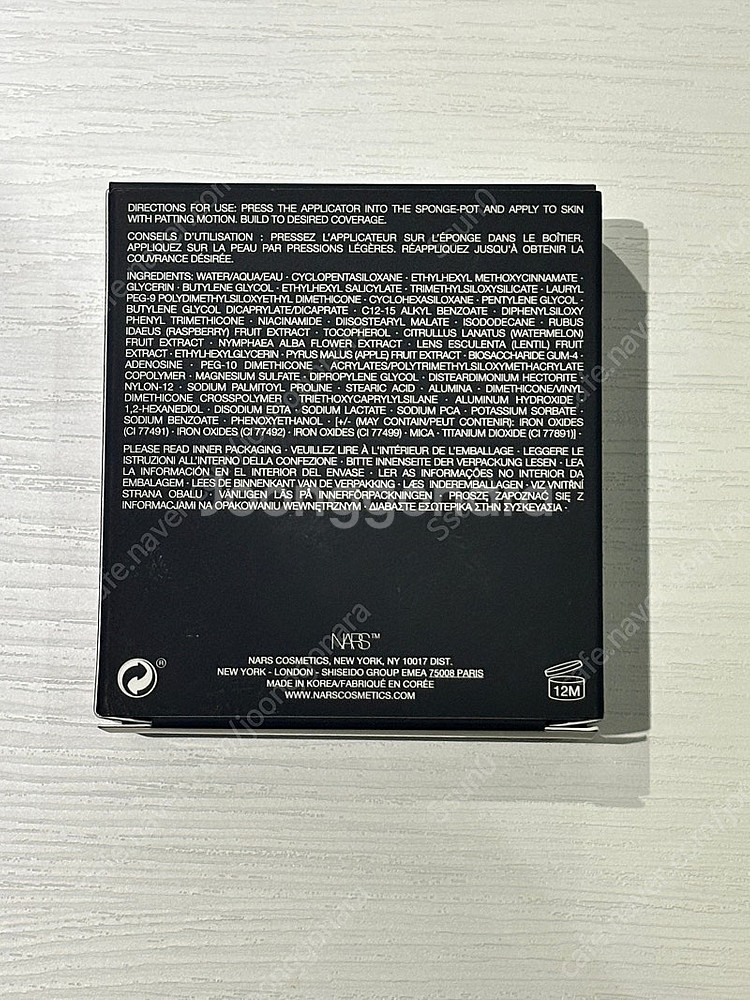 DIRECTIONS FOR USE: PRESS THE APPLICATOR INTO THE SPONGE-POT AND APPLY TO SKIN
WITH PATTING MOTION. BUILD TO DESIRED COVERAGE.
CONSEILS D'UTILISATION : PRESSEZ L'APPLICATEUR SUR L'ÉPONGE DANS LE BOÎTIER.
APPLIQUEZ SUR LA PEAU PAR PRESSIONS LÉGÈRES. RÉAPPLIQUEZ JUSQU'À OBTENIR LA
COUVRANCE DÉSIRÉE.
INGREDIENTS: WATER/AQUA/EAU · CYCLOPENTASILOXANE · ETHYLHEXYL METHOXYCINNAMATE ·
GLYCERIN · BUTYLENE GLYCOL · ETHYLHEXYL SALICYLATE · TRIMETHYLSILOXYSILICATE · LAURYL
PEG-9 POLYDIMETHYLSILOXYETHYL DIMETHICONE · CYCLOHEXASILOXANE · PENTYLENE GLYCOL ·
BUTYLENE GLYCOL DICAPRYLATE/DICAPRATE · C12-15 ALKYL BENZOATE · DIPHENYLSILOXY
PHENYL TRIMETHICONE · NIACINAMIDE · DIISOSTEARYL MALATE · ISODODECANE · RUBUS
IDAEUS (RASPBERRY) FRUIT EXTRACT · TOCOPHEROL · CITRULLUS LANATUS (WATERMELON)
FRUIT EXTRACT · NYMPHAEA ALBA FLOWER EXTRACT · LENS ESCULENTA (LENTIL) FRUIT
EXTRACT · ETHYLHEXYLGLYCERIN · PYRUS MALUS (APPLE) FRUIT EXTRACT · BIOSACCHARIDE GUM-4 ·
ADENOSINE · PEG-10 DIMETHICONE · ACRYLATES/POLYTRIMETHYLSILOXYMETHACRYLATE
COPOLYMER · MAGNESIUM SULFATE · DIPROPYLENE GLYCOL · DISTEARDIMONIUM HECTORITE ·
NYLON-12 · SODIUM PALMITOYL PROLINE · STEARIC ACID · ALUMINA · DIMETHICONE/VINYL
DIMETHICONE CROSSPOLYMER · TRIETHOXYCAPRYLYLSILANE · ALUMINUM HYDROXIDE ·
1,2-HEXANEDIOL · DISODIUM EDTA · SODIUM LACTATE · SODIUM PCA · POTASSIUM SORBATE ·
SODIUM BENZOATE · PHENOXYETHANOL · [+/- (MAY CONTAIN/PEUT CONTENIR): IRON OXIDES
(CI 77491) · IRON OXIDES (CI 77492) · IRON OXIDES (CI 77499) · MICA · TITANIUM DIOXIDE (CI 77891)] ·
PLEASE READ INNER PACKAGING · VEUILLEZ LIRE À L'INTÉRIEUR DE L'EMBALLAGE · LEGGERE LE
ISTRUZIONI ALL'INTERNO DELLA CONFEZIONE · BITTE INNENSEITE DER VERPACKUNG LESEN · LEA
LA INFORMACIÓN EN EL INTERIOR DEL ENVASE · LER AS INFORMAÇÕES NO INTERIOR DA
EMBALAGEM · LEES DE BINNENKANT VAN DE VERPAKKING · LÆS INDEREMBALLAGEN · VIZ VNITŘNÍ
STRANA OBALU · VÄNLIGEN LÄS PÅ INNERFÖRPACKNINGEN · PROSZĘ ZAPOZNAĆ SIĘ Z
INFORMACJAMI NA OPAKOWANIU WEWNĘTRZNYM · ΔΙΑΒΑΣΤΕ ΕΣΩΤΕΡΙΚΑ ΣΤΗΝ ΣΥΣΚΕΥΑΣΙΑ ·
Joonggonara
NARS™
NARS COSMETICS, NEW YORK, NY 10017 DIST.
NEW YORK - LONDON - SHISEIDO GROUP EMEA 75008 PARIS
MADE IN KOREA/FABRIQUÉ EN CORÉE
WWW.NARSCOSMETICS.COM
®
12M